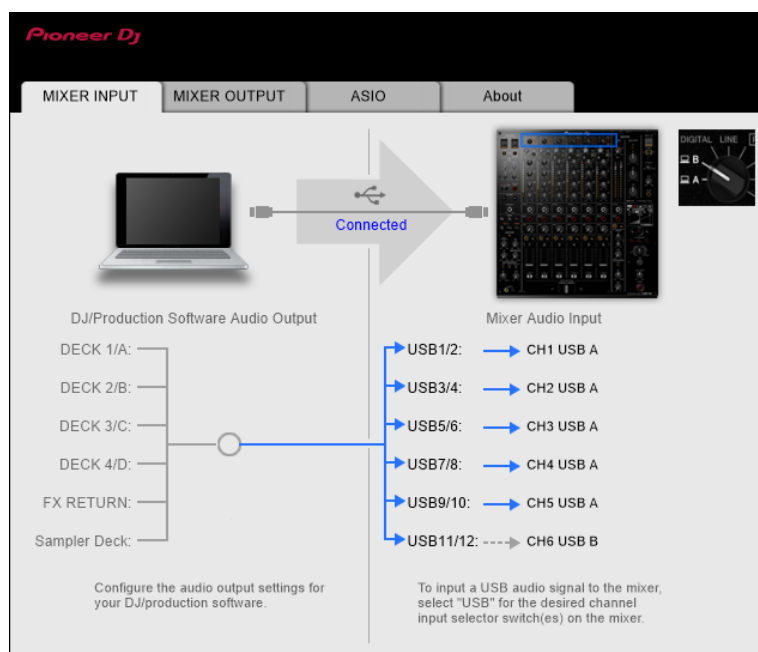 Pioneer Dj
MIXER INPUT
MIXER OUTPUT
ASIO
About
DIGITAL LINE
B
A
Connected
DJ/Production Software Audio Output
Mixer Audio Input
DECK 1/A:
DECK 2/B:
DECK 3/C:
DECK 4/D:
FX RETURN:
Sampler Deck:
USB1/2: CH1 USB A
USB3/4: CH2 USB A
USB5/6: CH3 USB A
USB7/8: CH4 USB A
USB9/10: CH5 USB A
USB11/12: CH6 USB B
Configure the audio output settings for
your DJ/production software.
To input a USB audio signal to the mixer,
select "USB" for the desired channel
input selector switch(es) on the mixer.